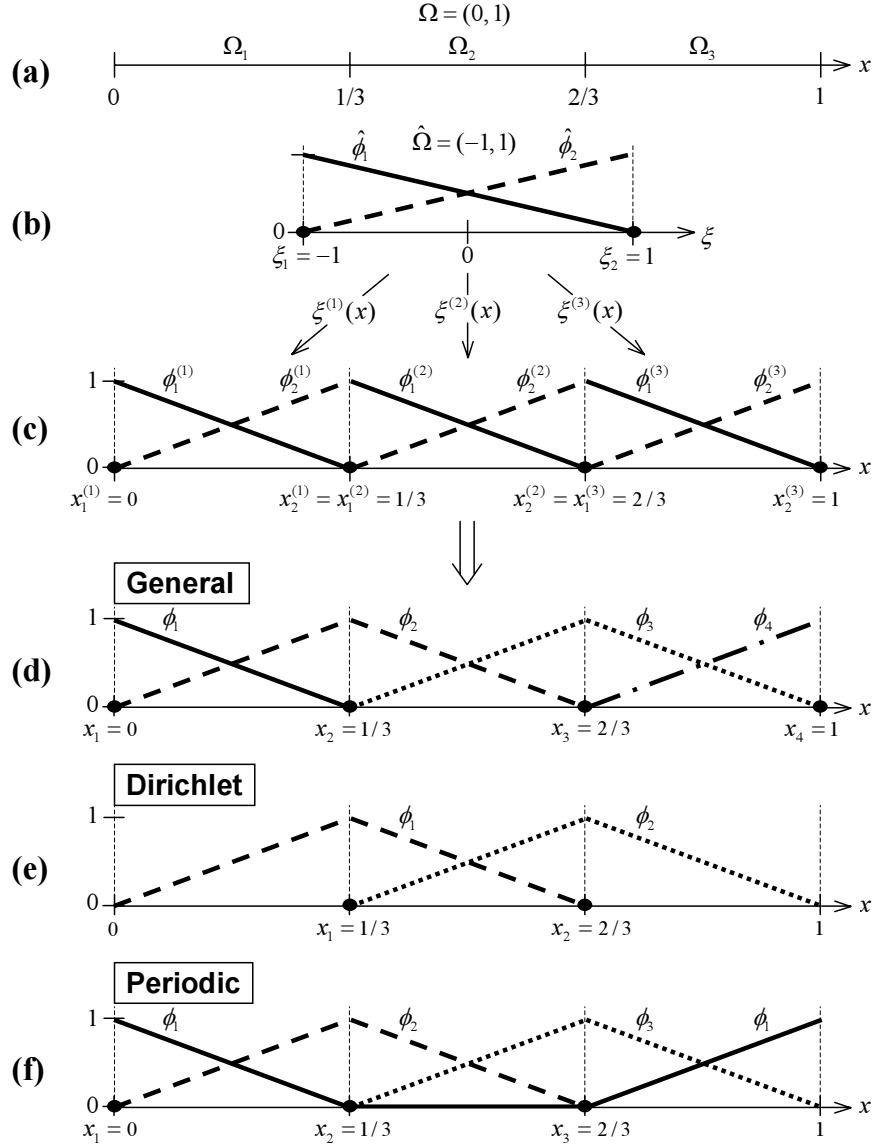 Ω = (0, 1)
Ω₁ Ω₂ Ω₃
(a) x
0 1/3 2/3 1
ϕ̂₁ Ω̂ = (−1, 1) ϕ̂₂
(b) 0 ξ
ξ₁ = −1 0 ξ₂ = 1
ξ⁽¹⁾(x) ξ⁽²⁾(x) ξ⁽³⁾(x)
1 ϕ₁⁽¹⁾ ϕ₂⁽¹⁾ ϕ₁⁽²⁾ ϕ₂⁽²⁾ ϕ₁⁽³⁾ ϕ₂⁽³⁾
(c)
0 x
x₁⁽¹⁾ = 0 x₂⁽¹⁾ = x₁⁽²⁾ = 1/3 x₂⁽²⁾ = x₁⁽³⁾ = 2/3 x₂⁽³⁾ = 1
General
1 ϕ₁ ϕ₂ ϕ₃ ϕ₄
(d)
0 x
x₁ = 0 x₂ = 1/3 x₃ = 2/3 x₄ = 1
Dirichlet
1 ϕ₁ ϕ₂
(e)
0 x
0 x₁ = 1/3 x₂ = 2/3 1
Periodic
1 ϕ₁ ϕ₂ ϕ₃ ϕ₁
(f)
0 x
x₁ = 0 x₂ = 1/3 x₃ = 2/3 1